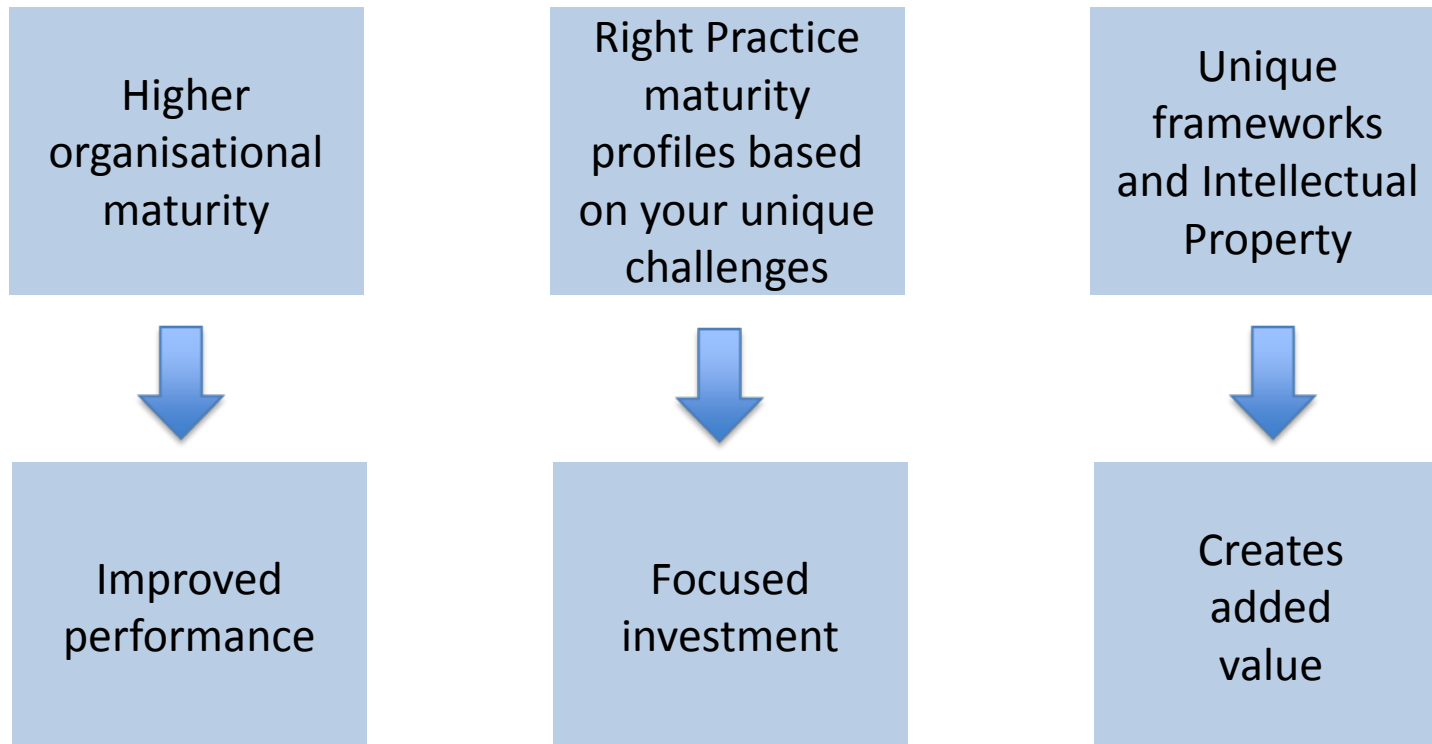 Higher
organisational
maturity
Right Practice
maturity
profiles based
on your unique
challenges
Unique
frameworks
and Intellectual
Property
Improved
performance
Focused
investment
Creates
added
value